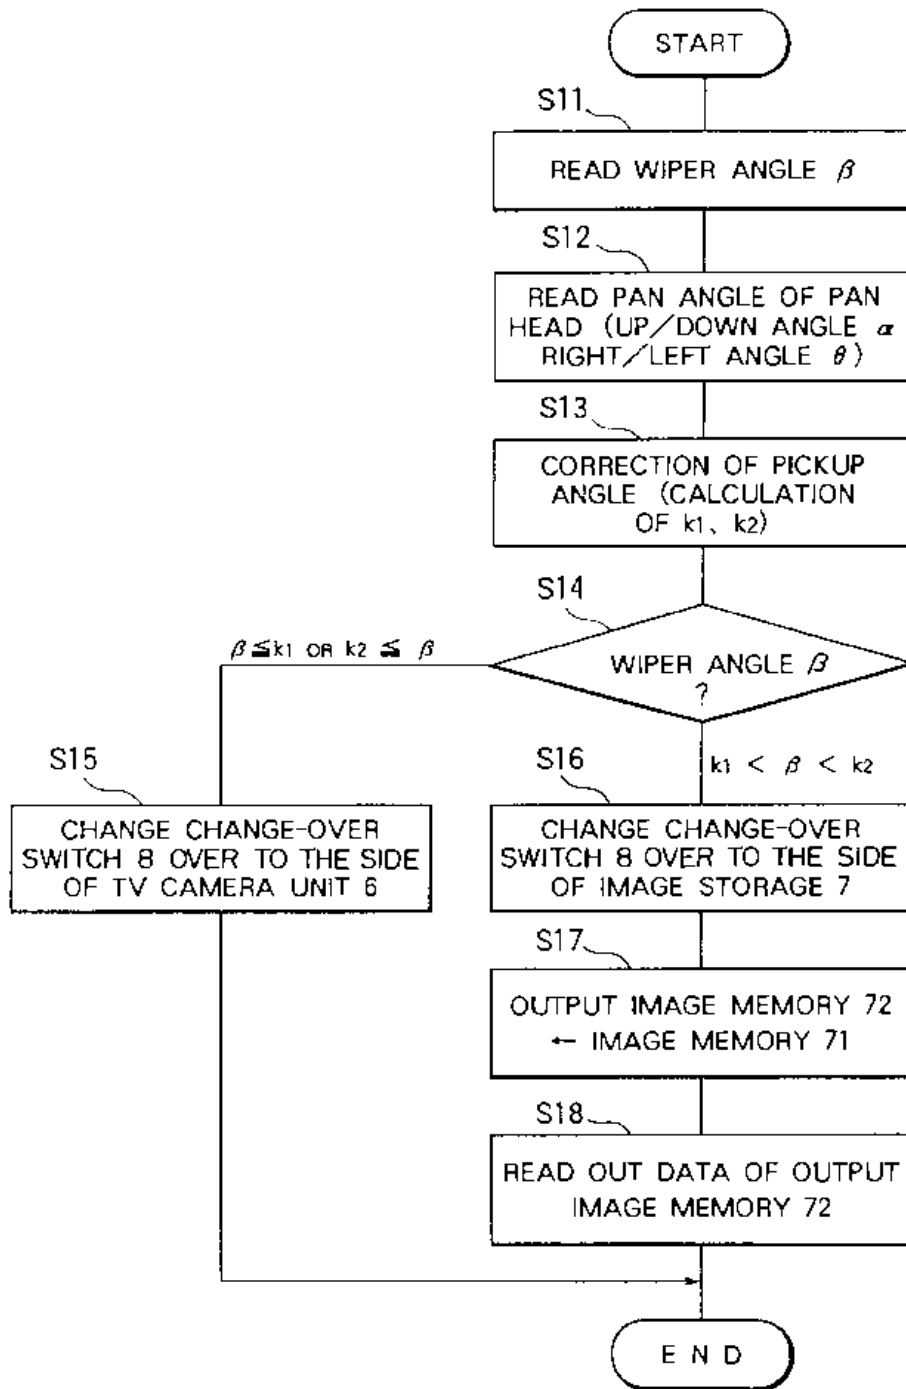 START
S11
READ WIPER ANGLE β
S12
READ PAN ANGLE OF PAN
HEAD (UP/DOWN ANGLE α
RIGHT/LEFT ANGLE θ)
S13
CORRECTION OF PICKUP
ANGLE (CALCULATION
OF k1、k2)
S14
β≦k1 OR k2 ≦ β
WIPER ANGLE β
?
k1 < β < k2
S15
CHANGE CHANGE-OVER
SWITCH 8 OVER TO THE SIDE
OF TV CAMERA UNIT 6
S16
CHANGE CHANGE-OVER
SWITCH 8 OVER TO THE SIDE
OF IMAGE STORAGE 7
S17
OUTPUT IMAGE MEMORY 72
← IMAGE MEMORY 71
S18
READ OUT DATA OF OUTPUT
IMAGE MEMORY 72
END